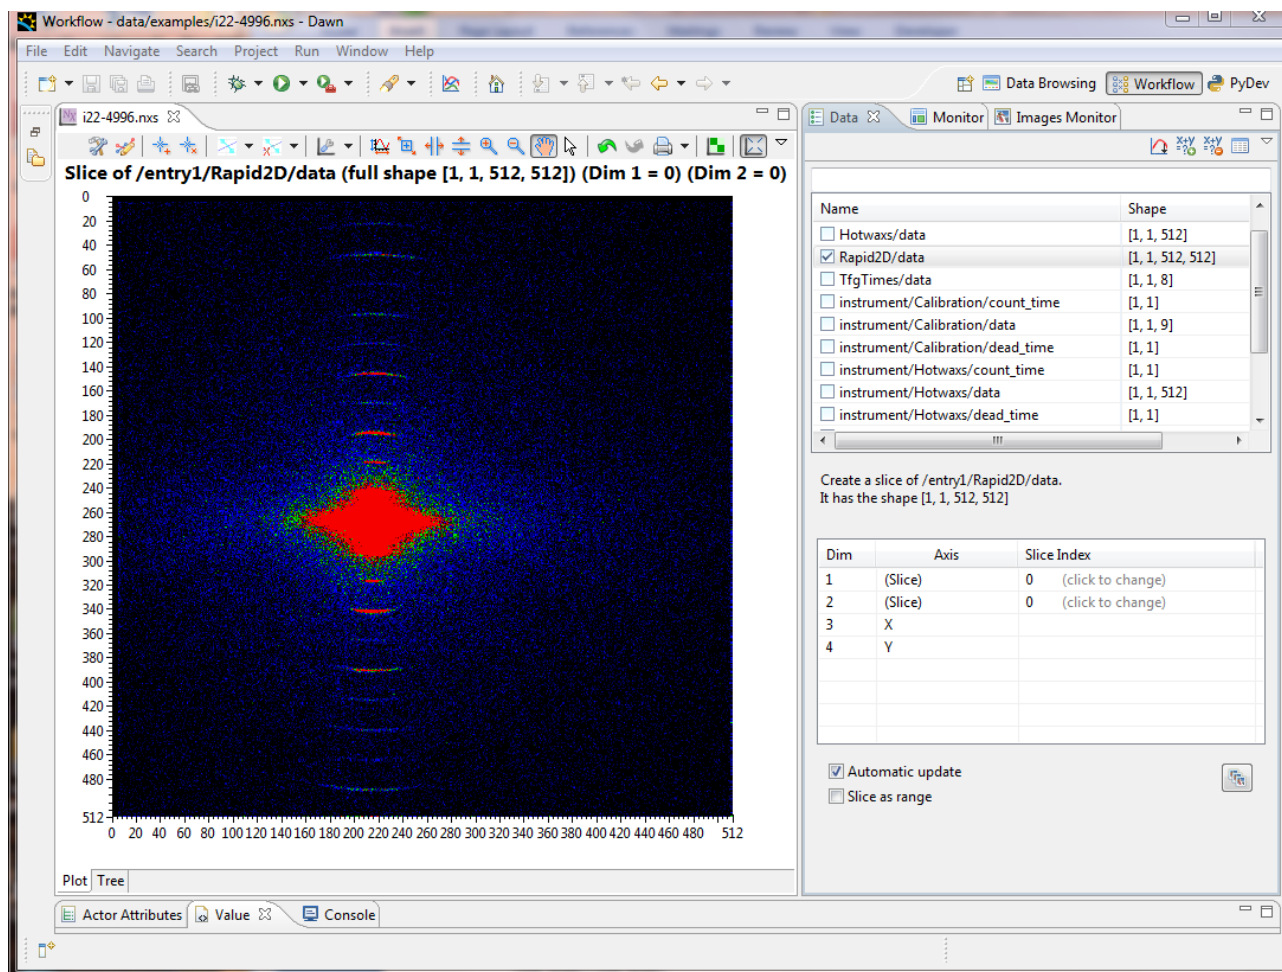 Workflow - data/examples/i22-4996.nxs - Dawn
File Edit Navigate Search Project Run Window Help
Data Browsing Workflow PyDev
i22-4996.nxs
Data Monitor Images Monitor
Slice of /entry1/Rapid2D/data (full shape [1, 1, 512, 512]) (Dim 1 = 0) (Dim 2 = 0)
0
20
40
60
80
100
120
140
160
180
200
220
240
260
280
300
320
340
360
380
400
420
440
460
480
512
0 20 40 60 80 100 120 140 160 180 200 220 240 260 280 300 320 340 360 380 400 420 440 460 480 512
Plot Tree
Name Shape
Hotwaxs/data [1, 1, 512]
Rapid2D/data [1, 1, 512, 512]
TfgTimes/data [1, 1, 8]
instrument/Calibration/count_time [1, 1]
instrument/Calibration/data [1, 1, 9]
instrument/Calibration/dead_time [1, 1]
instrument/Hotwaxs/count_time [1, 1]
instrument/Hotwaxs/data [1, 1, 512]
instrument/Hotwaxs/dead_time [1, 1]
Create a slice of /entry1/Rapid2D/data.
It has the shape [1, 1, 512, 512]
Dim Axis Slice Index
1 (Slice) 0 (click to change)
2 (Slice) 0 (click to change)
3 X
4 Y
Automatic update
Slice as range
Actor Attributes Value Console